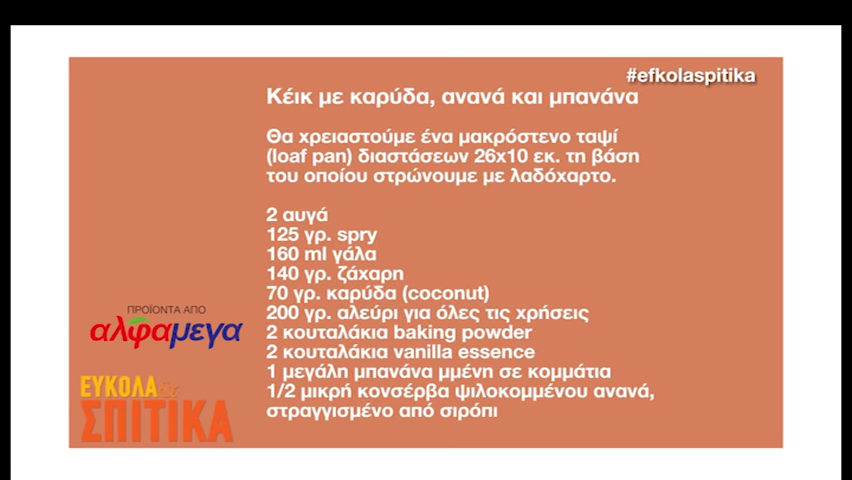 #efkolaspitika
Κέικ με καρύδα, ανανά και μπανάνα
Θα χρειαστούμε ένα μακρόστενο ταψί
(loaf pan) διαστάσεων 26x10 εκ. τη βάση
του οποίου στρώνουμε με λαδόχαρτο.
2 αυγά
125 γρ. spry
160 ml γάλα
140 γρ. ζάχαρη
70 γρ. καρύδα (coconut)
200 γρ. αλεύρι για όλες τις χρήσεις
2 κουταλάκια baking powder
2 κουταλάκια vanilla essence
1 μεγάλη μπανάνα μμένη σε κομμάτια
1/2 μικρή κονσέρβα ψιλοκομμένου ανανά,
στραγγισμένο από σιρόπι
ΠΡΟΪΟΝΤΑ ΑΠΟ
αλφαμεγα
ΕΥΚΟΛΑ &
ΣΠΙΤΙΚΑ